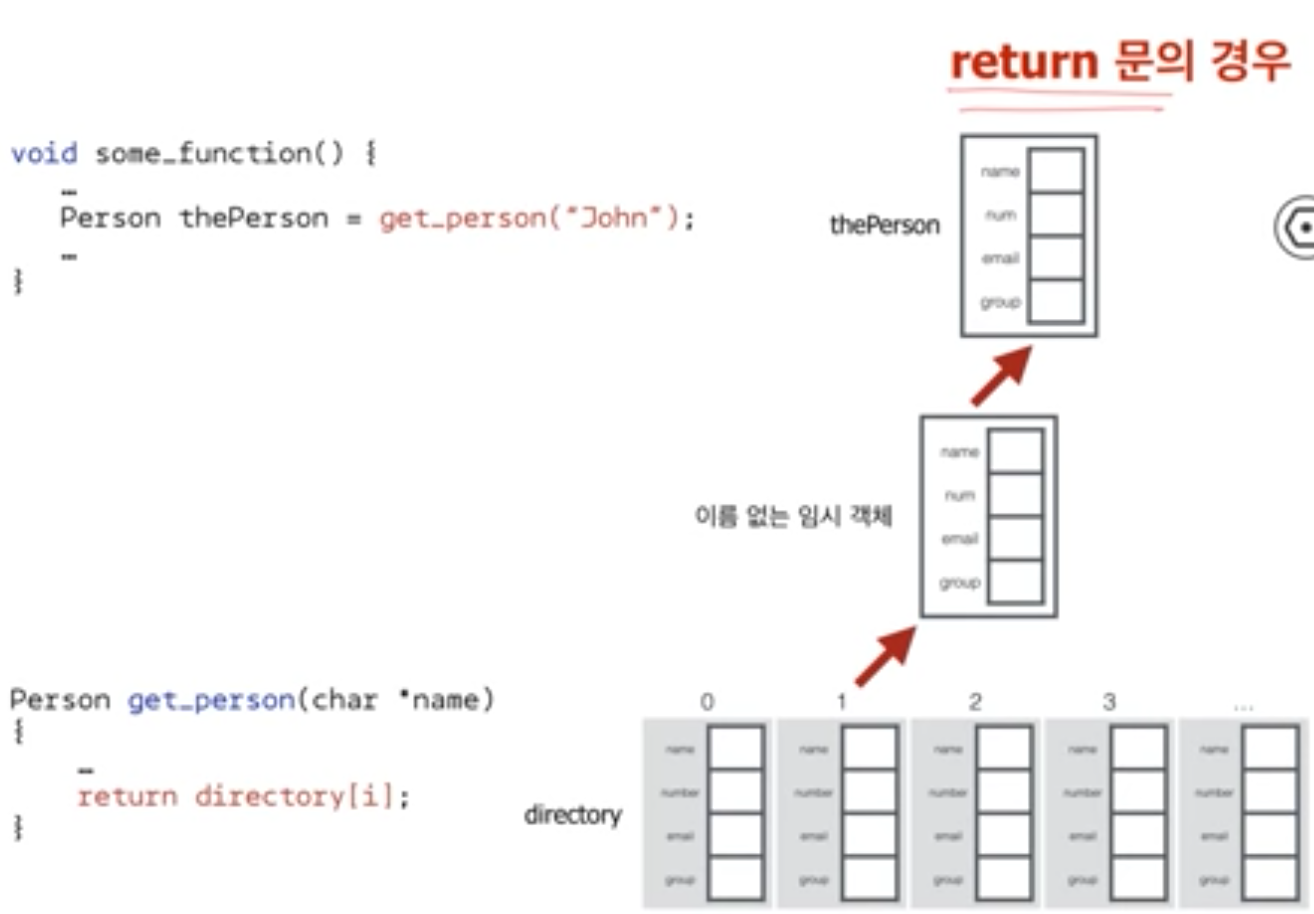 return 문의 경우
void some_function() {
…
Person thePerson = get_person("John");
…
}
thePerson
name
num
email
group
이름 없는 임시 객체
name
num
email
group
Person get_person(char *name)
{
…
return directory[i];
}
directory
0 1 2 3 ...
name name name name name
number number number number number
email email email email email
group group group group group